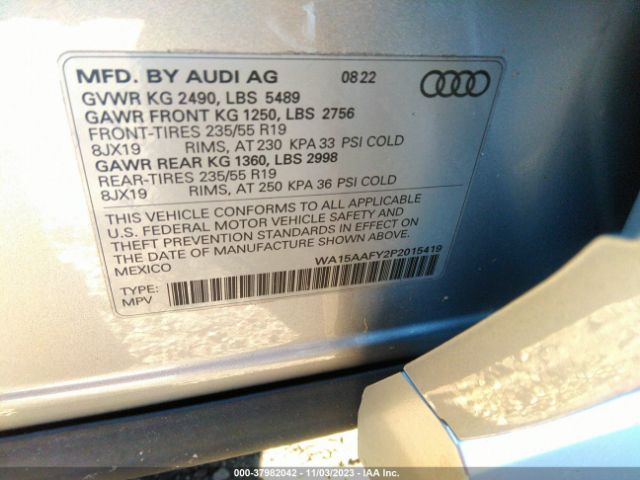 MFD. BY AUDI AG 08.22
GVWR KG 2490, LBS 5489
GAWR FRONT KG 1250, LBS 2756
FRONT-TIRES 235/55 R19
8JX19 RIMS, AT 230 KPA 33 PSI COLD
GAWR REAR KG 1360, LBS 2998
REAR-TIRES 235/55 R19
8JX19 RIMS, AT 250 KPA 36 PSI COLD
THIS VEHICLE CONFORMS TO ALL APPLICABLE
U.S. FEDERAL MOTOR VEHICLE SAFETY AND
THEFT PREVENTION STANDARDS IN EFFECT ON
THE DATE OF MANUFACTURE SHOWN ABOVE.
MEXICO WA15AAFY2P2015419
TYPE:
MPV
000-37982042 - 11/03/2023 - IAA Inc.